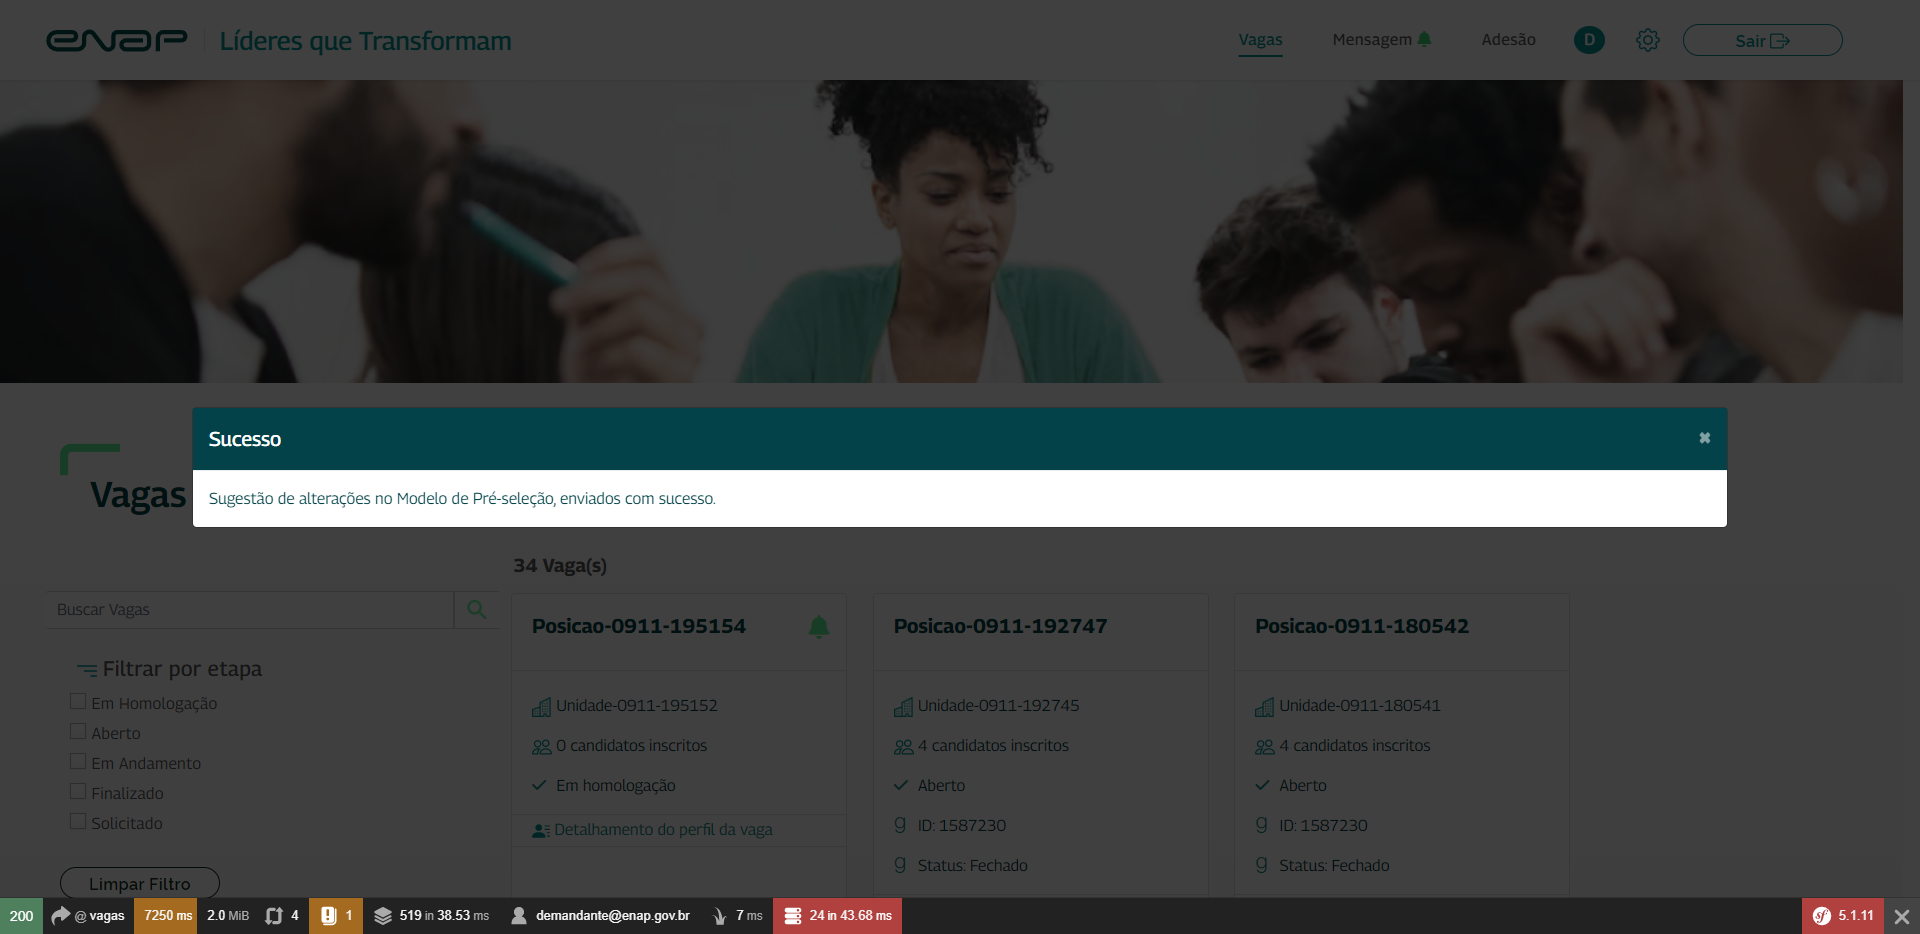 enap
Líderes que Transformam
Vagas
Mensagem
Adesão
D
Sair
Sucesso
Sugestão de alterações no Modelo de Pré-seleção, enviados com sucesso.
Vagas
34 Vaga(s)
Buscar Vagas
Filtrar por etapa
Em Homologação
Aberto
Em Andamento
Finalizado
Solicitado
Limpar Filtro
Posicao-0911-195154
Unidade-0911-195152
0 candidatos inscritos
Em homologação
Detalhamento do perfil da vaga
Posicao-0911-192747
Unidade-0911-192745
4 candidatos inscritos
Aberto
ID: 1587230
Status: Fechado
Posicao-0911-180542
Unidade-0911-180541
4 candidatos inscritos
Aberto
ID: 1587230
Status: Fechado
200 @ vagas 7250 ms 2.0 MiB 4 1 519 in 38.53 ms demandante@enap.gov.br 7 ms 24 in 43.68 ms sf 5.1.11